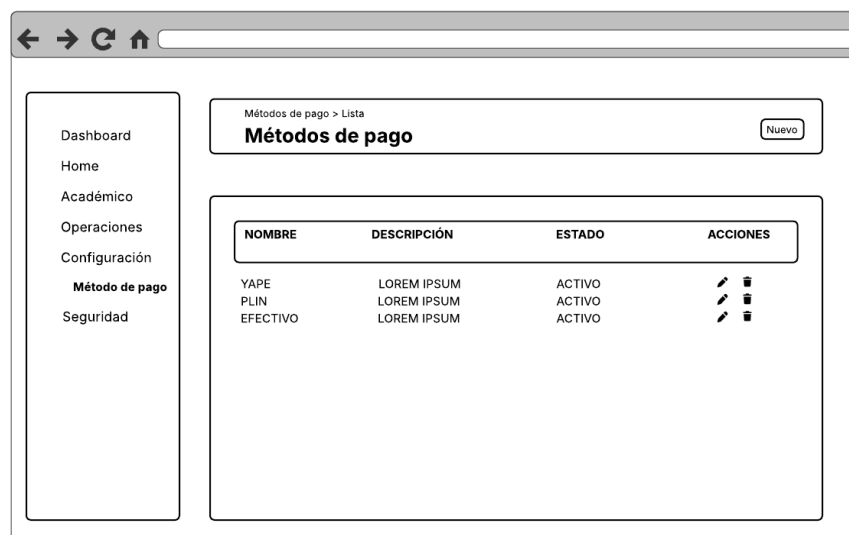 Dashboard
Home
Académico
Operaciones
Configuración
Método de pago
Seguridad
Métodos de pago > Lista
Métodos de pago
Nuevo
NOMBRE DESCRIPCIÓN ESTADO ACCIONES
YAPE LOREM IPSUM ACTIVO
PLIN LOREM IPSUM ACTIVO
EFECTIVO LOREM IPSUM ACTIVO